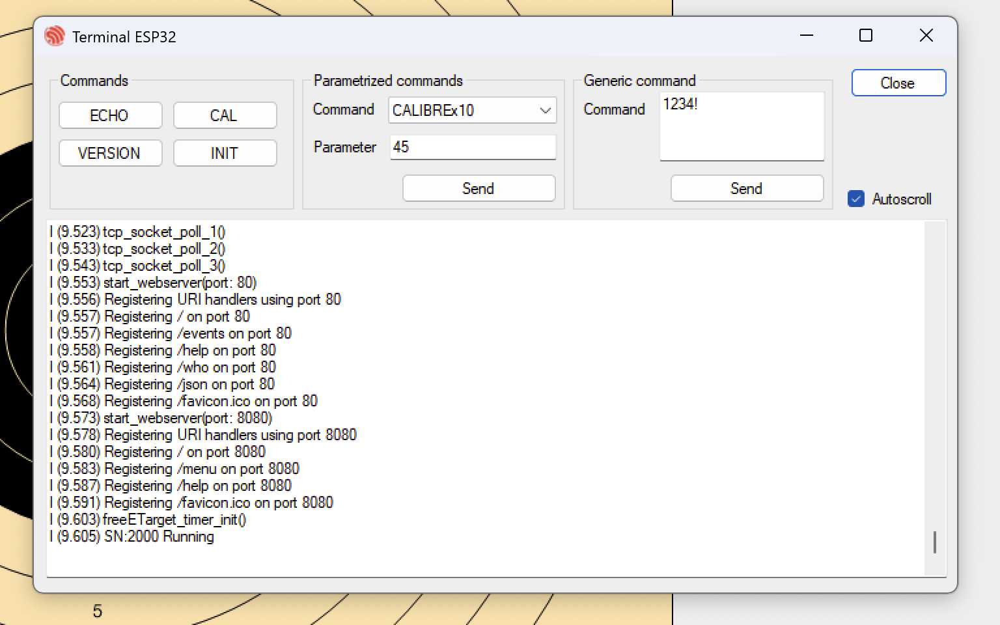 Terminal ESP32
Commands
ECHO
CAL
VERSION
INIT
Parametrized commands
Command
CALIBREx10
Parameter
45
Send
Generic command
Command
1234!
Send
Close
Autoscroll
I (9.523) tcp_socket_poll_1()
I (9.533) tcp_socket_poll_2()
I (9.543) tcp_socket_poll_3()
I (9.553) start_webserver(port: 80)
I (9.556) Registering URI handlers using port 80
I (9.557) Registering / on port 80
I (9.557) Registering /events on port 80
I (9.558) Registering /help on port 80
I (9.561) Registering /who on port 80
I (9.564) Registering /json on port 80
I (9.568) Registering /favicon.ico on port 80
I (9.573) start_webserver(port: 8080)
I (9.578) Registering URI handlers using port 8080
I (9.580) Registering / on port 8080
I (9.583) Registering /menu on port 8080
I (9.587) Registering /help on port 8080
I (9.591) Registering /favicon.ico on port 8080
I (9.603) freeETarget_timer_init()
I (9.605) SN:2000 Running
5